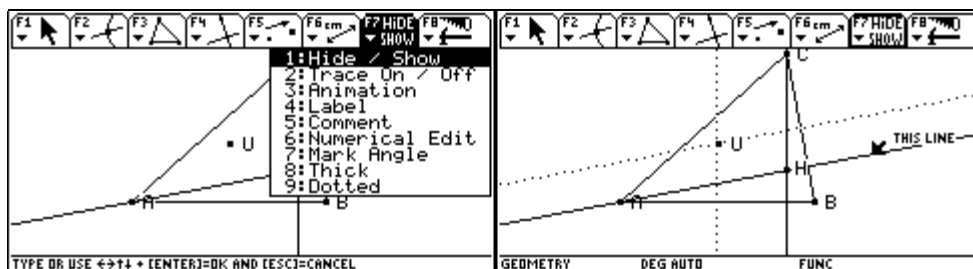 F1 F2 F3 F4 F5 F6 cm F7 HIDE SHOW F8
1:Hide / Show
2:Trace On / Off
3:Animation
4:Label
5:Comment
6:Numerical Edit
7:Mark Angle
8:Thick
9:Dotted
U
A
B
TYPE OR USE ←→↑↓ + [ENTER]=OK AND [ESC]=CANCEL
F1 F2 F3 F4 F5 F6 cm F7 HIDE SHOW F8
C
U
THIS LINE
H
A
B
GEOMETRY DEG AUTO FUNC